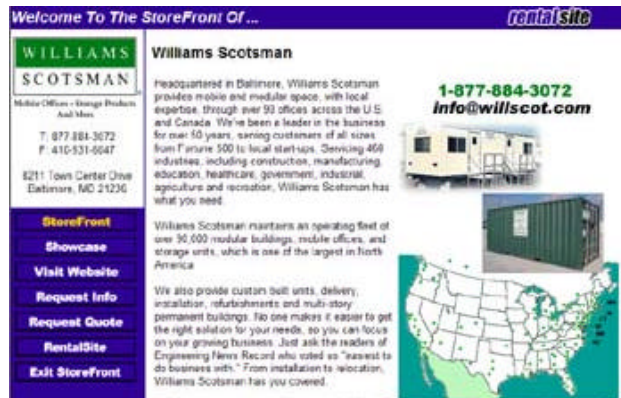 Welcome To The StoreFront Of ...
rentalsite
WILLIAMS
SCOTSMAN
Mobile Offices - Storage Products
And More
T: 877-884-3072
F: 410-931-6047
8211 Town Center Drive
Baltimore, MD 21236
StoreFront
Showcase
Visit Website
Request Info
Request Quote
RentalSite
Exit StoreFront
Williams Scotsman
Headquartered in Baltimore, Williams Scotsman
provides mobile and modular space, with local
expertise, through over 90 offices across the U.S.
and Canada. We've been a leader in the business
for over 50 years, serving customers of all sizes
from Fortune 500 to local start-ups. Servicing 460
industries, including construction, manufacturing,
education, healthcare, government, industrial,
agriculture and recreation, Williams Scotsman has
what you need.
Williams Scotsman maintains an operating fleet of
over 90,000 modular buildings, mobile offices, and
storage units, which is one of the largest in North
America
We also provide custom built units, delivery,
installation, refurbishments and multi-story
permanent buildings. No one makes it easier to get
the right solution for your needs, so you can focus
on your growing business. Just ask the readers of
Engineering News Record who voted us "easiest to
do business with." From installation to relocation,
Williams Scotsman has you covered.
1-877-884-3072
info@willscot.com